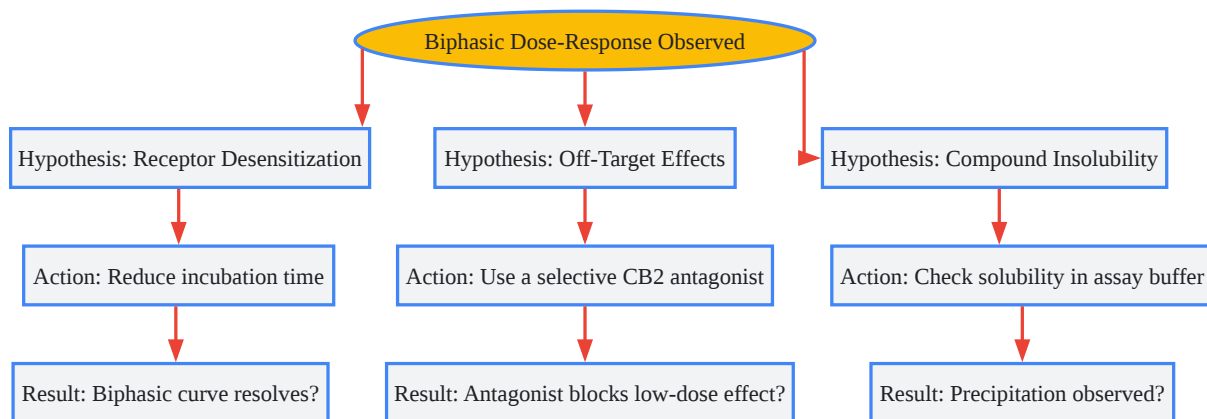 Biphasic Dose-Response Observed
Hypothesis: Receptor Desensitization
Hypothesis: Off-Target Effects
Hypothesis: Compound Insolubility
Action: Reduce incubation time
Action: Use a selective CB2 antagonist
Action: Check solubility in assay buffer
Result: Biphasic curve resolves?
Result: Antagonist blocks low-dose effect?
Result: Precipitation observed?